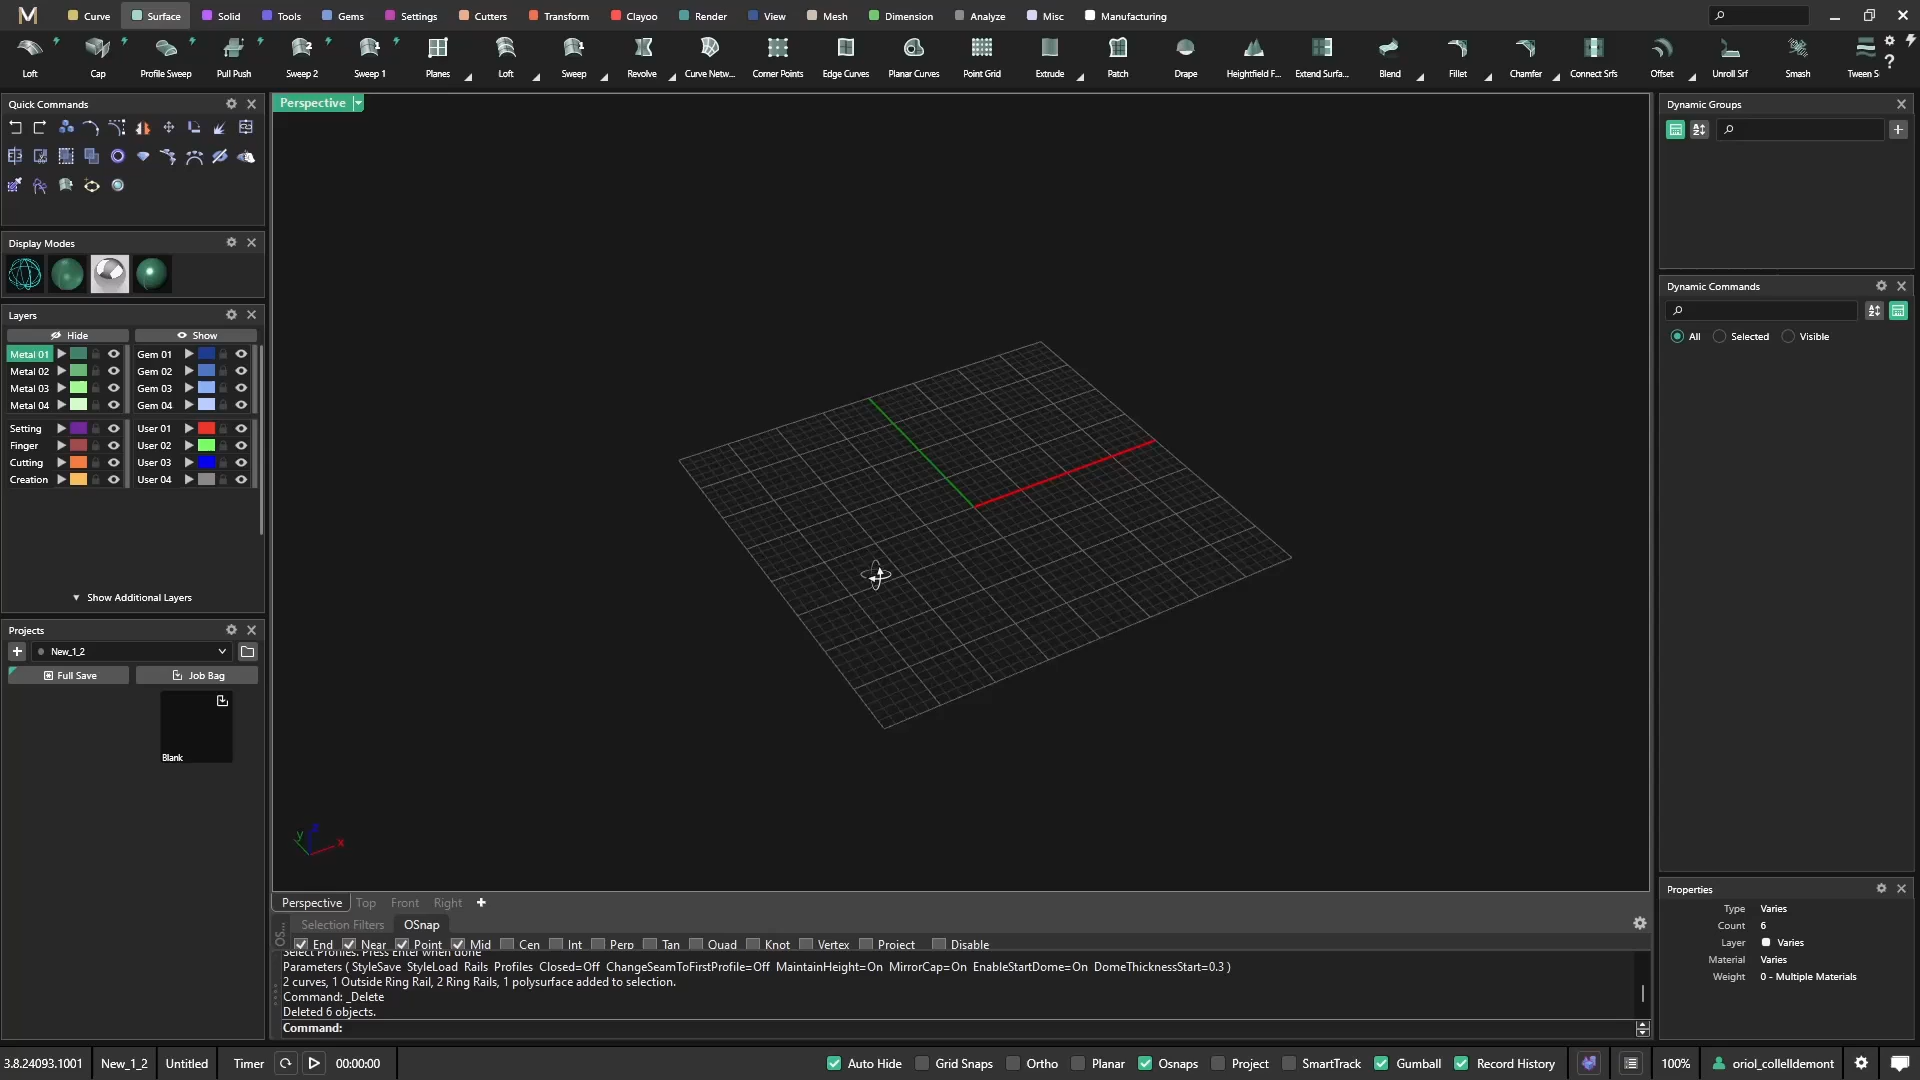 Curve Surface Solid Tools Gems Settings Cutters Transform Clayoo Render View Mesh Dimension Analyze Misc Manufacturing
Loft Cap Profile Sweep Pull Push Sweep 2 Sweep 1 Planes Loft Sweep Revolve Curve Netw... Corner Points Edge Curves Planar Curves Point Grid Extrude Patch Drape Heightfield F... Extend Surfa... Blend Fillet Chamfer Connect Srfs Offset Unroll Srf Smash Tween S
Quick Commands
Display Modes
Layers
Hide Show
Metal 01 Gem 01
Metal 02 Gem 02
Metal 03 Gem 03
Metal 04 Gem 04
Setting User 01
Finger User 02
Cutting User 03
Creation User 04
Show Additional Layers
Projects
New_1_2
Full Save Job Bag
Blank
Perspective
y x
Perspective Top Front Right
Selection Filters OSnap
OS...
End Near Point Mid Cen Int Perp Tan Quad Knot Vertex Project Disable
Select Profiles. Press Enter when done
Parameters ( StyleSave StyleLoad Rails Profiles Closed=Off ChangeSeamToFirstProfile=Off MaintainHeight=On MirrorCap=On EnableStartDome=On DomeThicknessStart=0.3 )
2 curves, 1 Outside Ring Rail, 2 Ring Rails, 1 polysurface added to selection.
Command: _Delete
Deleted 6 objects.
Command:
Dynamic Groups
Dynamic Commands
All Selected Visible
Properties
Type Varies
Count 6
Layer Varies
Material Varies
Weight 0 - Multiple Materials
3.8.24093.1001 New_1_2 Untitled Timer 00:00:00 Auto Hide Grid Snaps Ortho Planar Osnaps Project SmartTrack Gumball Record History 100% oriol_collelldemont